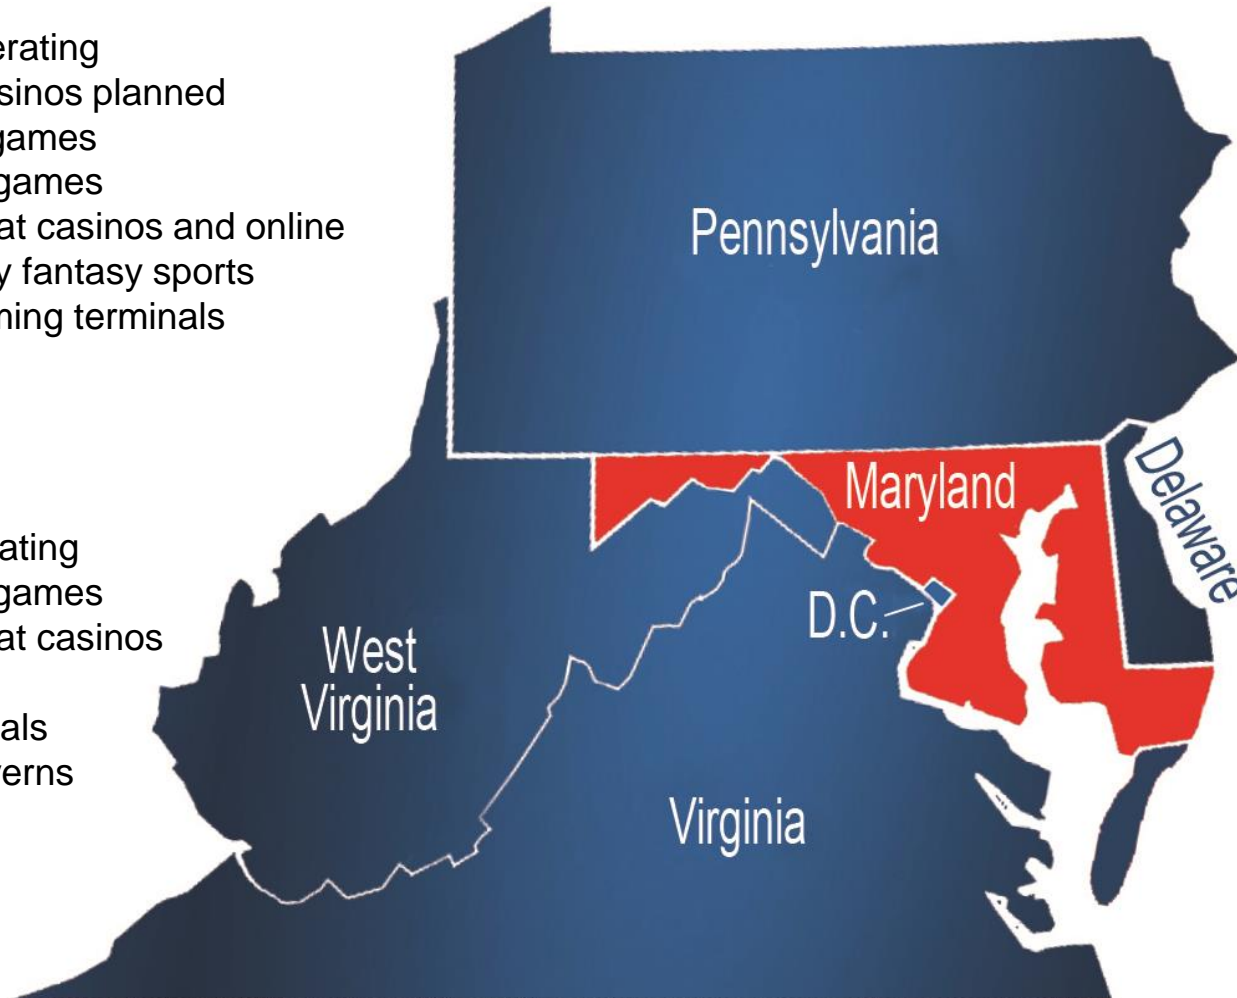 erating
sinos planned
games
games
at casinos and online
y fantasy sports
ning terminals
Pennsylvania
Maryland
Delaware
ating
games
at casinos
D.C.
West
Virginia
als
verns
Virginia